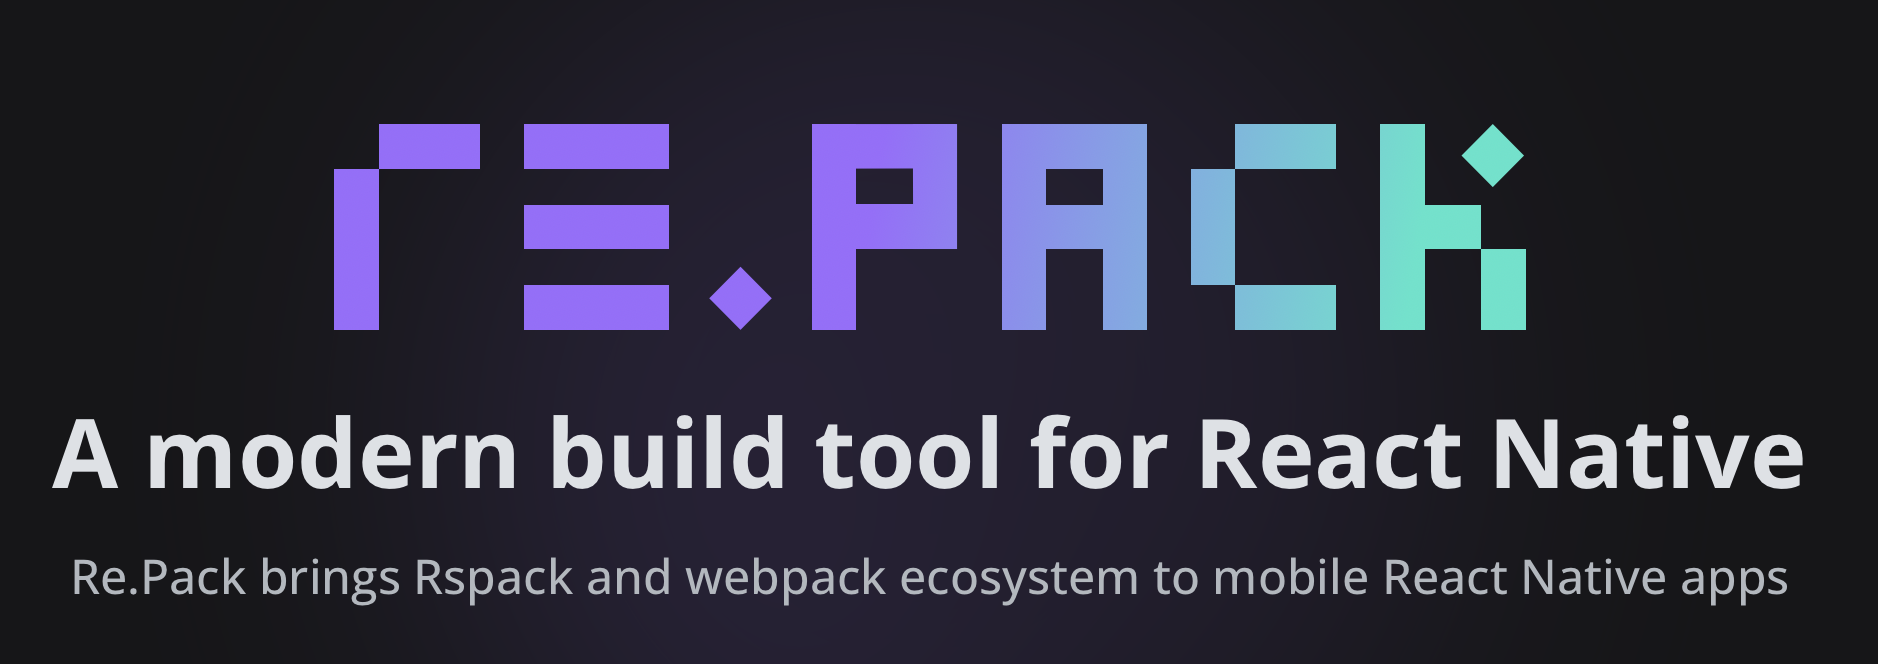 re.PACK
A modern build tool for React Native
Re.Pack brings Rspack and webpack ecosystem to mobile React Native apps